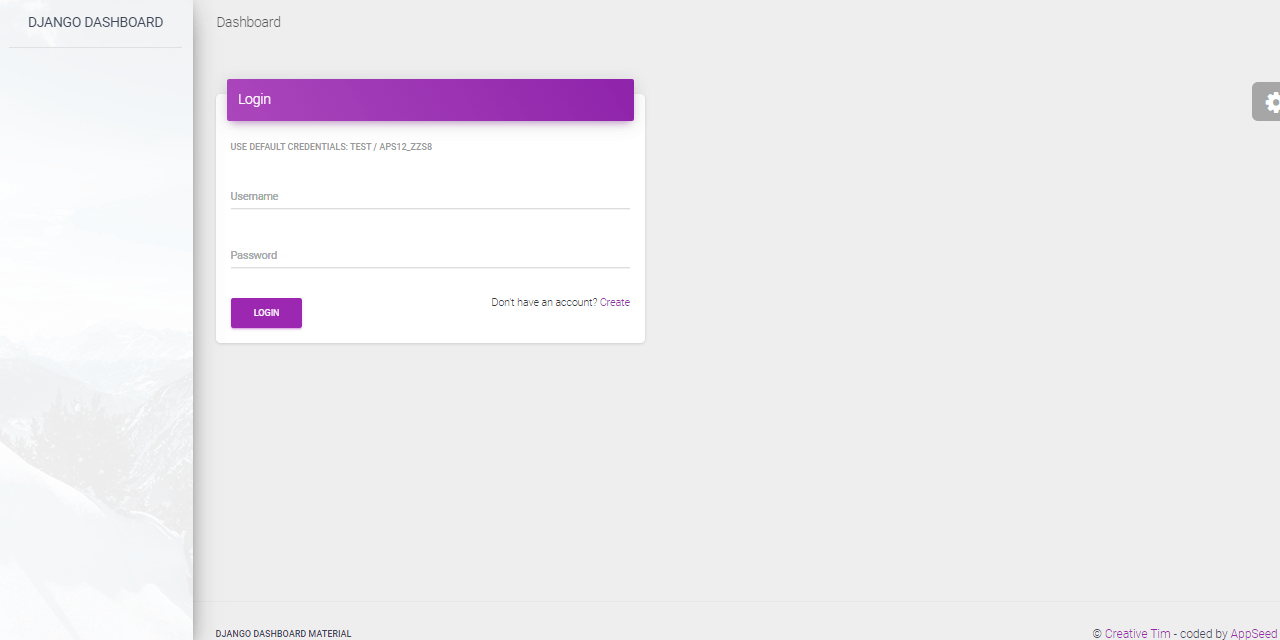 DJANGO DASHBOARD
Dashboard
Login
USE DEFAULT CREDENTIALS: TEST / APS12_ZZS8
Username
Password
LOGIN
Don't have an account? Create
DJANGO DASHBOARD MATERIAL
© Creative Tim - coded by AppSeed